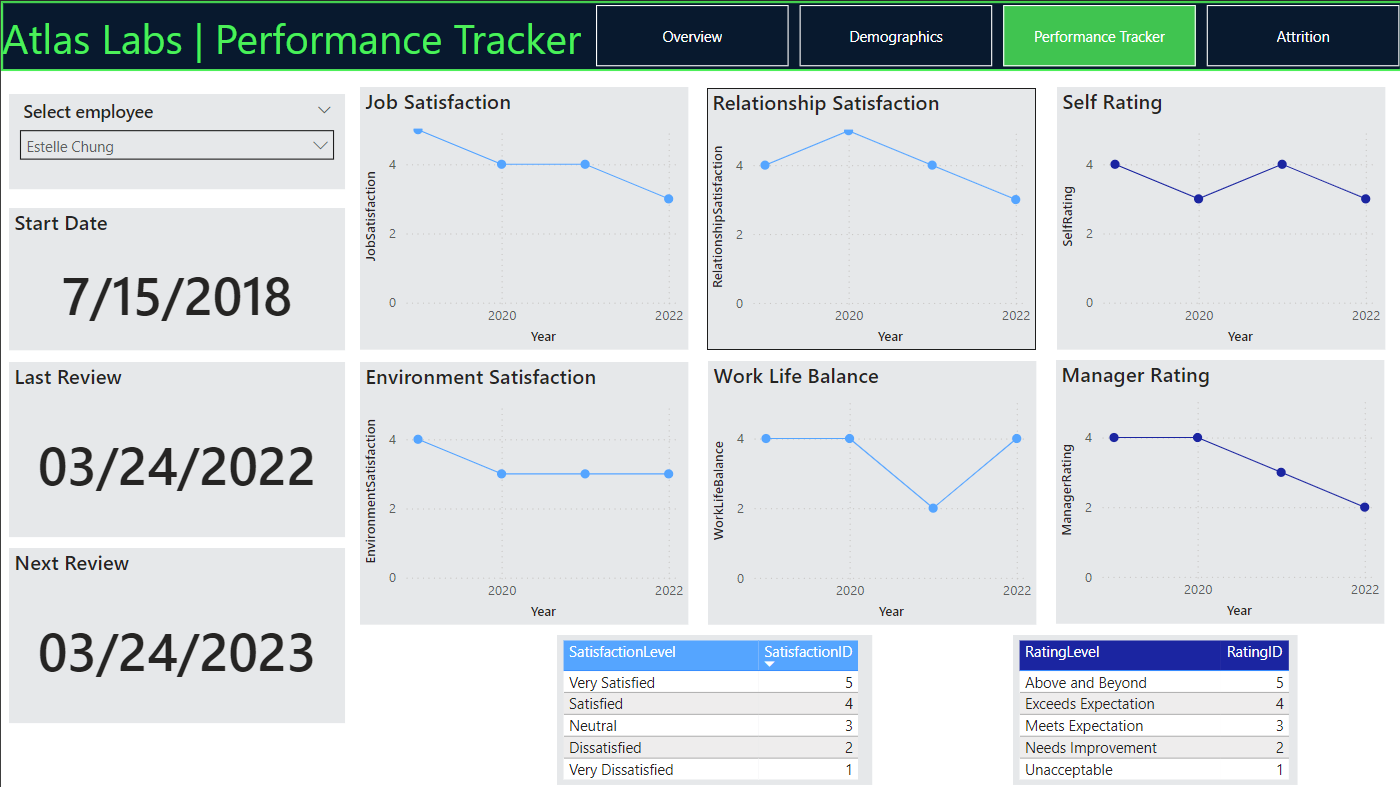 Atlas Labs | Performance Tracker
Overview
Demographics
Performance Tracker
Attrition
Select employee
Estelle Chung
Start Date
7/15/2018
Last Review
03/24/2022
Next Review
03/24/2023
Job Satisfaction
JobSatisfaction
4
2
0
2020
2022
Year
Relationship Satisfaction
RelationshipSatisfaction
4
2
0
2020
2022
Year
Self Rating
SelfRating
4
2
0
2020
2022
Year
Environment Satisfaction
EnvironmentSatisfaction
4
2
0
2020
2022
Year
Work Life Balance
WorkLifeBalance
4
2
0
2020
2022
Year
Manager Rating
ManagerRating
4
2
0
2020
2022
Year
SatisfactionLevel SatisfactionID
Very Satisfied 5
Satisfied 4
Neutral 3
Dissatisfied 2
Very Dissatisfied 1
RatingLevel RatingID
Above and Beyond 5
Exceeds Expectation 4
Meets Expectation 3
Needs Improvement 2
Unacceptable 1